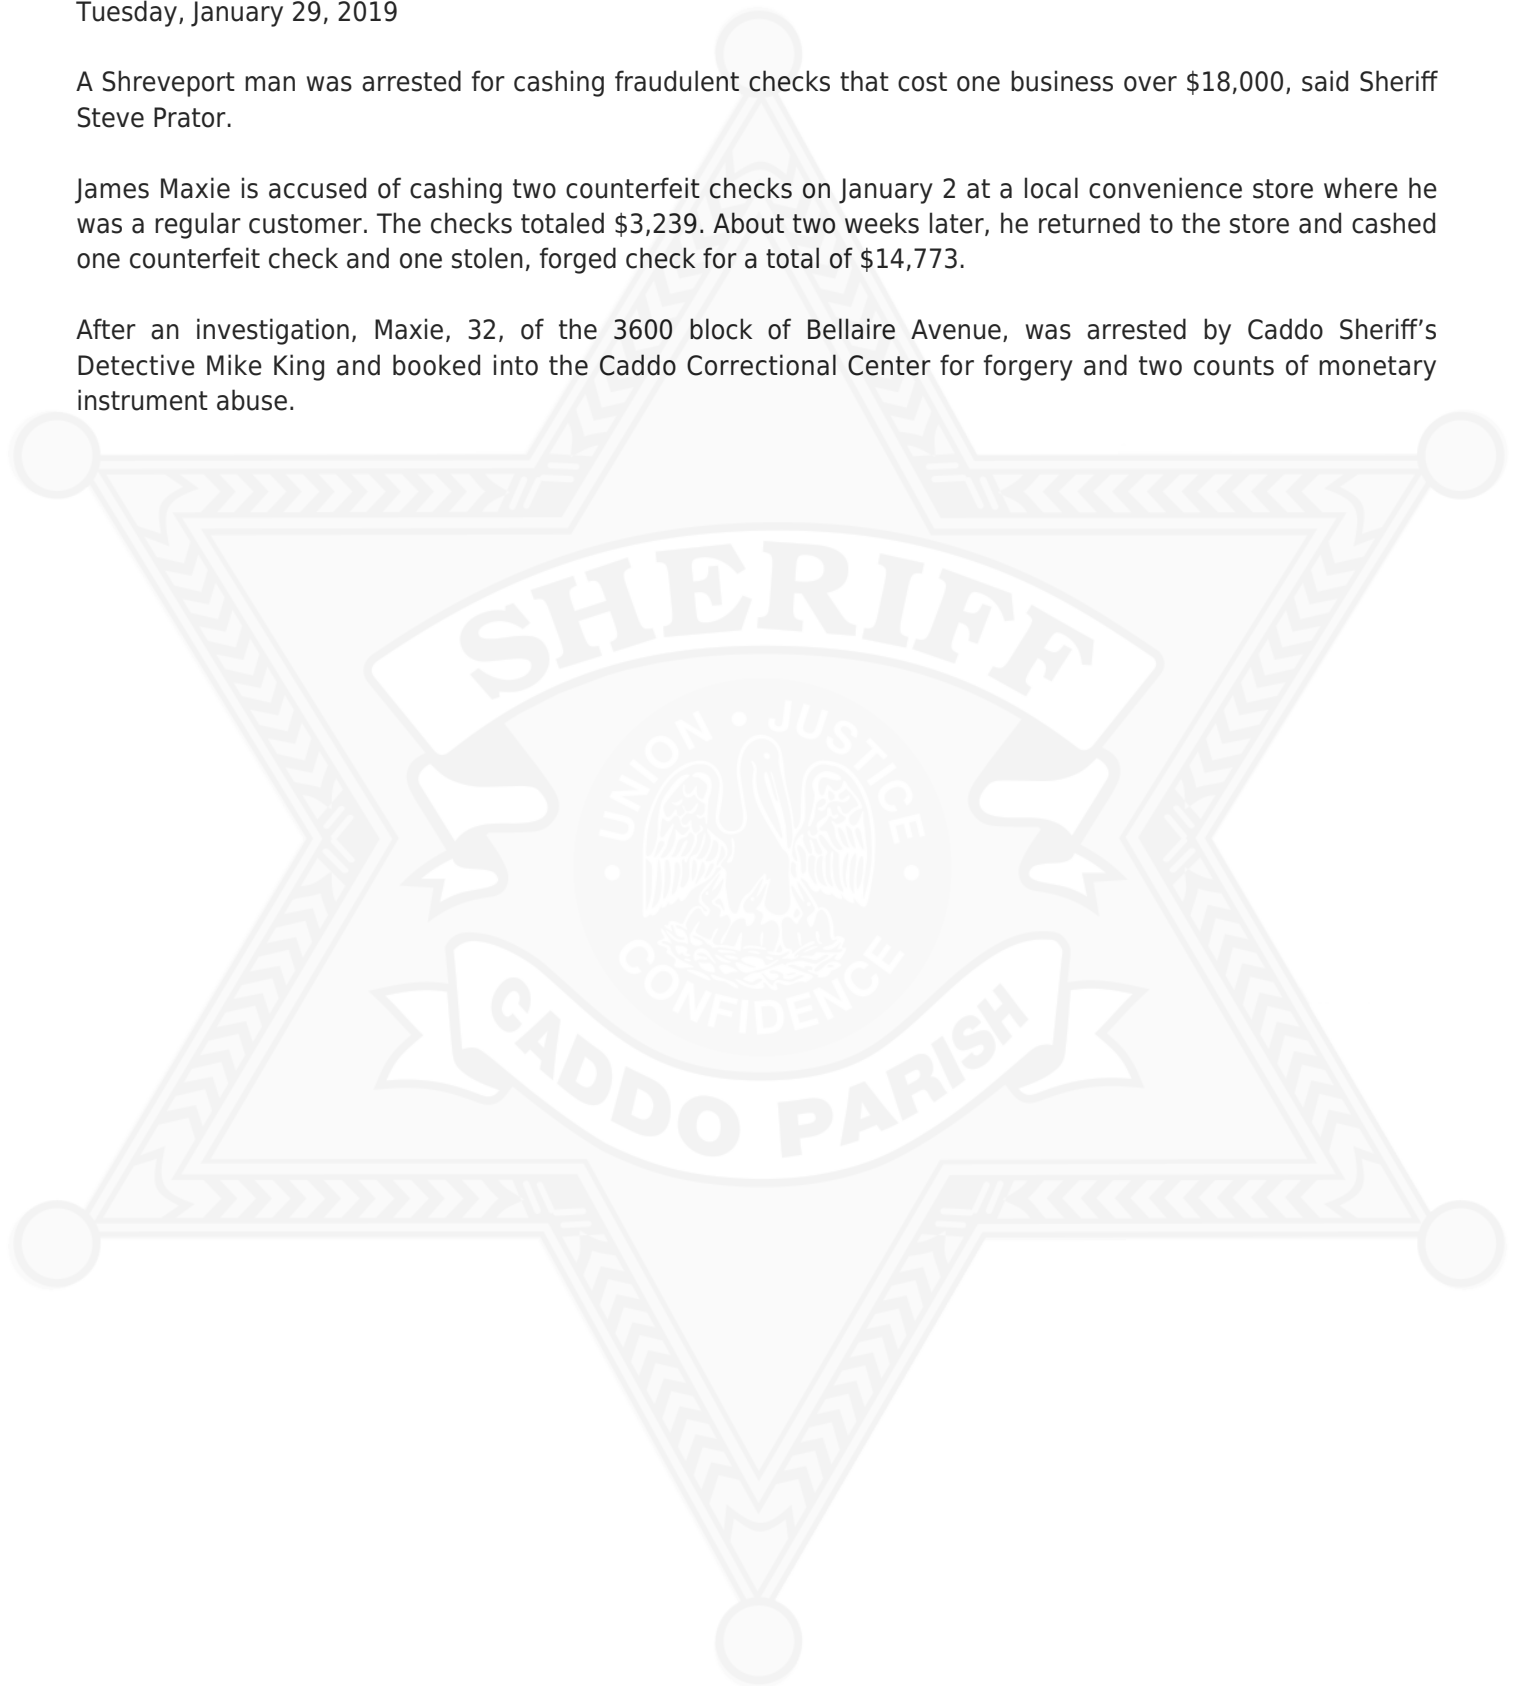 Tuesday, January 29, 2019
A Shreveport man was arrested for cashing fraudulent checks that cost one business over $18,000, said Sheriff
Steve Prator.
James Maxie is accused of cashing two counterfeit checks on January 2 at a local convenience store where he
was a regular customer. The checks totaled $3,239. About two weeks later, he returned to the store and cashed
one counterfeit check and one stolen, forged check for a total of $14,773.
After an investigation, Maxie, 32, of the 3600 block of Bellaire Avenue, was arrested by Caddo Sheriff’s
Detective Mike King and booked into the Caddo Correctional Center for forgery and two counts of monetary
instrument abuse.
SHERIFF
UNION • JUSTICE
• CONFIDENCE •
CADDO PARISH